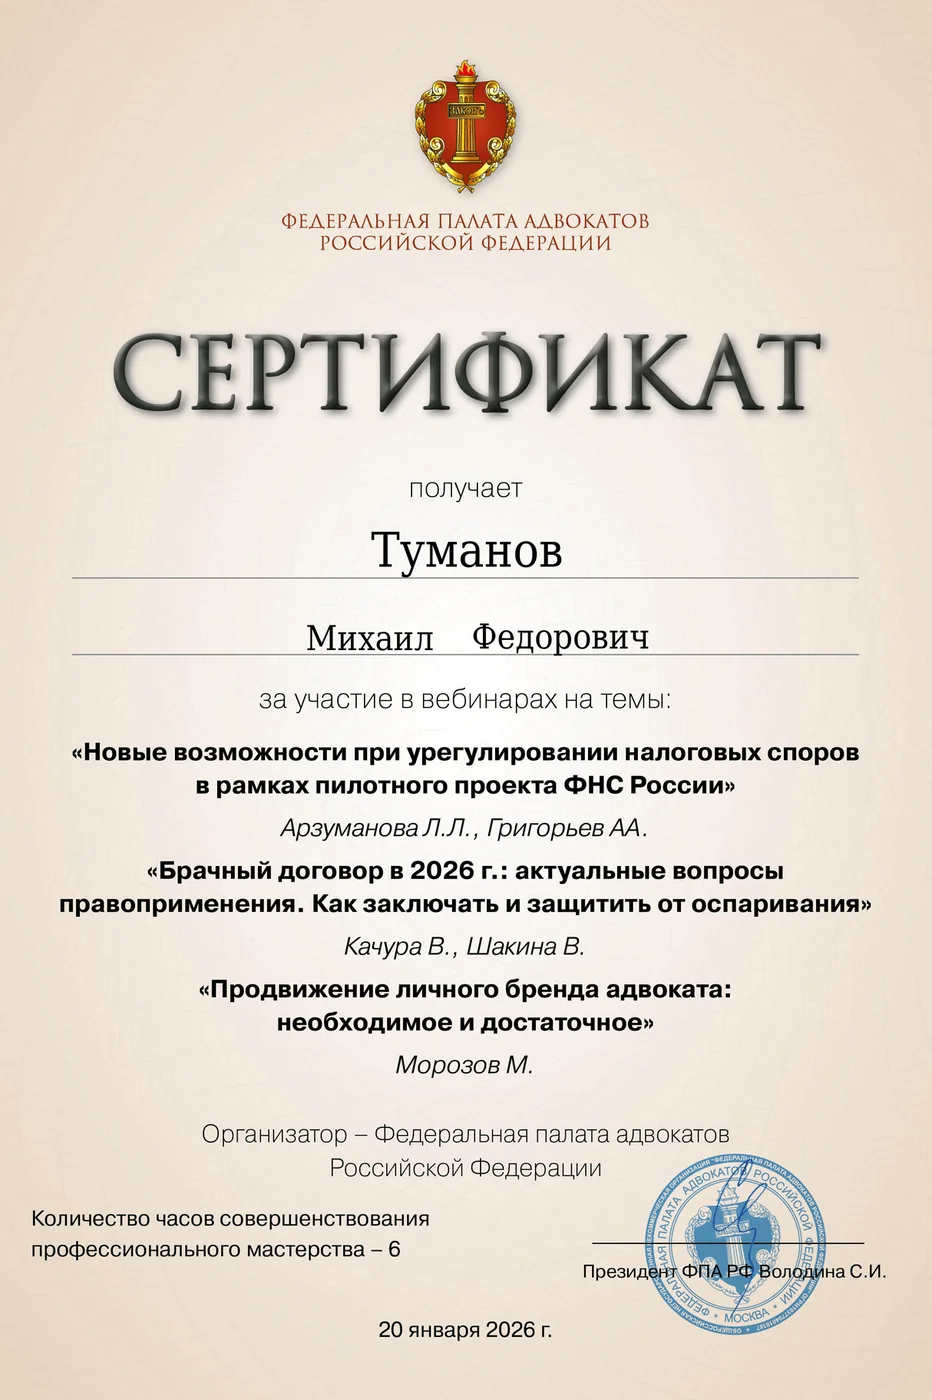 ЗАКОНЪ
ФЕДЕРАЛЬНАЯ ПАЛАТА АДВОКАТОВ
РОССИЙСКОЙ ФЕДЕРАЦИИ
СЕРТИФИКАТ
получает
Туманов
Михаил Федорович
за участие в вебинарах на темы:
«Новые возможности при урегулировании налоговых споров
в рамках пилотного проекта ФНС России»
Арзуманова Л.Л., Григорьев АА.
«Брачный договор в 2026 г.: актуальные вопросы
правоприменения. Как заключать и защитить от оспаривания»
Качура В., Шакина В.
«Продвижение личного бренда адвоката:
необходимое и достаточное»
Морозов М.
Организатор – Федеральная палата адвокатов
Российской Федерации
Количество часов совершенствования
профессионального мастерства – 6
Президент ФПА РФ Володина С.И.
ФЕДЕРАЛЬНАЯ ПАЛАТА АДВОКАТОВ РОССИЙСКОЙ ФЕДЕРАЦИИ
МОСКВА
20 января 2026 г.